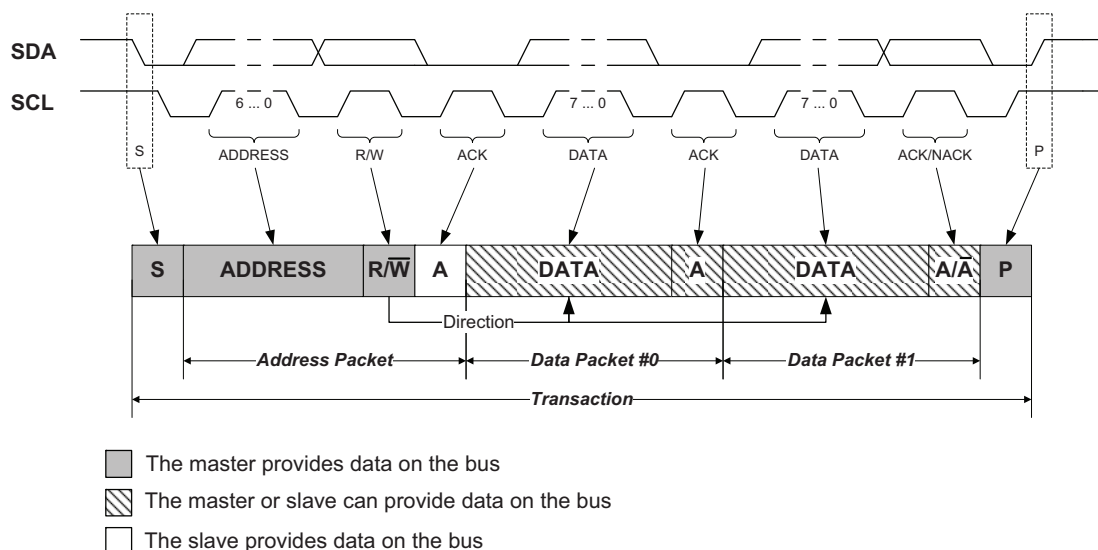 SDA
SCL
6 ... 0
7 ... 0
7 ... 0
S
ADDRESS
R/W
ACK
DATA
ACK
DATA
ACK/NACK
P
S
ADDRESS
R/W̅
A
DATA
A
DATA
A/A̅
P
Direction
Address Packet
Data Packet #0
Data Packet #1
Transaction
The master provides data on the bus
The master or slave can provide data on the bus
The slave provides data on the bus